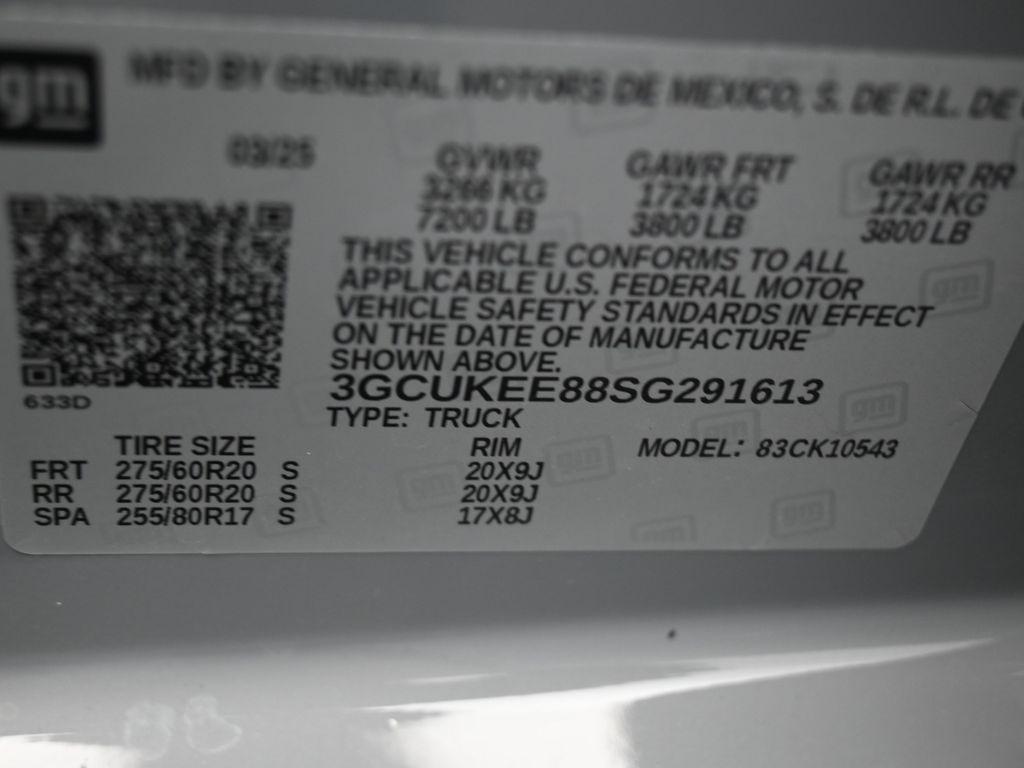 gm
MFD BY GENERAL MOTORS DE MEXICO, S. DE R.L. DE
03/25 GVWR GAWR FRT GAWR RR
3266 KG 1724 KG 1724 KG
7200 LB 3800 LB 3800 LB
THIS VEHICLE CONFORMS TO ALL
APPLICABLE U.S. FEDERAL MOTOR
VEHICLE SAFETY STANDARDS IN EFFECT
ON THE DATE OF MANUFACTURE
SHOWN ABOVE.
3GCUKEE88SG291613
633D
TYPE: TRUCK
TIRE SIZE RIM MODEL: 83CK10543
FRT 275/60R20 S 20X9J
RR 275/60R20 S 20X9J
SPA 255/80R17 S 17X8J